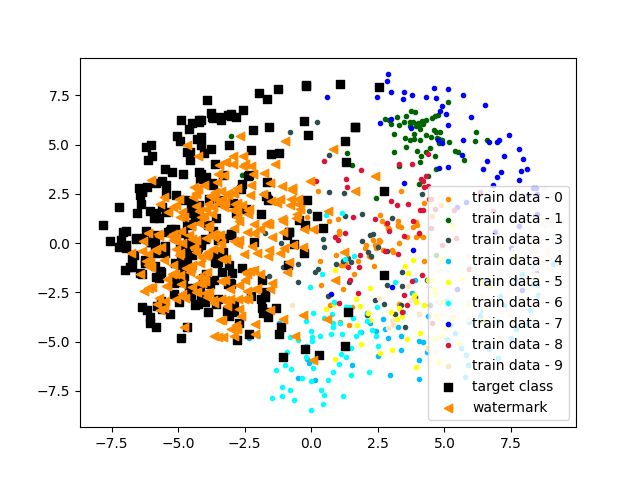 7.5
5.0
2.5
0.0
−2.5
−5.0
−7.5
−7.5
−5.0
−2.5
0.0
2.5
5.0
7.5
train data - 0
train data - 1
train data - 3
train data - 4
train data - 5
train data - 6
train data - 7
train data - 8
train data - 9
target class
watermark